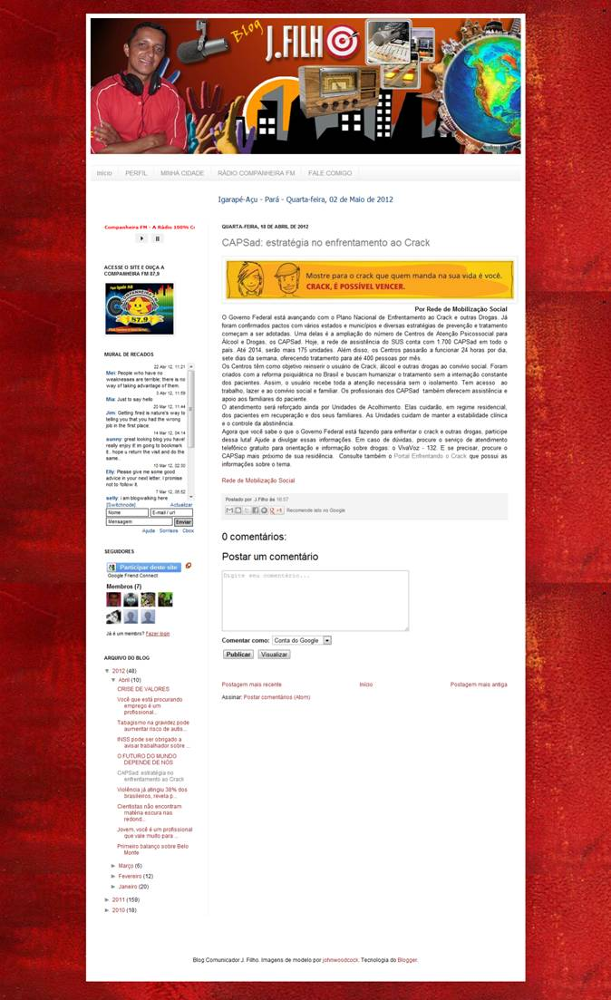 Blog
J.FILHO
Início
PERFIL
MINHA CIDADE
RÁDIO COMPANHEIRA FM
FALE COMIGO
Igarapé-Açu - Pará - Quarta-feira, 02 de Maio de 2012
Companheira FM - A Rádio 100% Co
ACESSE O SITE E OUÇA A
COMPANHEIRA FM 87,9
COMPANHEIRA
87.9
MURAL DE RECADOS
22 Abr 12, 11:21
Mei: People who have
no weaknesses are terrible; there is no
way of taking advantage of them.
3 Abr 12, 11:59
Mia: Just to say hello
20 Mar 12, 11:44
Jim: Getting fired is nature's way to
telling you that you had the wrong
job in the first place.
14 Mar 12, 04:14
sunny: great looking blog you have!
really enjoy it! im going to bookmark
it.. hope u return the visit and do the
same..
10 Mar 12, 02:30
Elly: Please give me some good
advice in your next letter. I promise
not to follow it.
7 Mar 12, 05:52
selly: i am blogwalking here
[Switchnode]
Actualizar
Nome
E-mail / url
Mensagem
Enviar
Ajuda · Sorrisos · Cbox
SEGUIDORES
Participar deste site
Google Friend Connect
Membros (7)
Já é um membro? Fazer login
ARQUIVO DO BLOG
▼ 2012 (48)
▼ Abril (10)
CRISE DE VALORES
Você que está procurando
emprego é um
profissional...
Tabagismo na gravidez pode
aumentar risco de autis...
INSS pode ser obrigado a
avisar trabalhador sobre ...
O FUTURO DO MUNDO
DEPENDE DE NÓS
CAPSad: estratégia no
enfrentamento ao Crack
Violência já atingiu 38% dos
brasileiros, revela p...
Cientistas não encontram
matéria escura nas
redond...
Jovem, você é um profissional
que vale muito para ...
Primeiro balanço sobre Belo
Monte
► Março (6)
► Fevereiro (12)
► Janeiro (20)
► 2011 (159)
► 2010 (18)
QUARTA-FEIRA, 18 DE ABRIL DE 2012
CAPSad: estratégia no enfrentamento ao Crack
Mostre para o crack que quem manda na sua vida é você.
CRACK, É POSSÍVEL VENCER.
Por Rede de Mobilização Social
O Governo Federal está avançando com o Plano Nacional de Enfrentamento ao Crack e outras Drogas. Já
foram confirmados pactos com vários estados e municípios e diversas estratégias de prevenção e tratamento
começam a ser adotadas. Uma delas é a ampliação do número de Centros de Atenção Psicossocial para
Álcool e Drogas, os CAPSad. Hoje, a rede de assistência do SUS conta com 1.700 CAPSad em todo o
país. Até 2014, serão mais 175 unidades. Além disso, os Centros passarão a funcionar 24 horas por dia,
sete dias da semana, oferecendo tratamento para até 400 pessoas por mês.
Os Centros têm como objetivo reinserir o usuário de Crack, álcool e outras drogas ao convívio social. Foram
criados com a reforma psiquiátrica no Brasil e buscam humanizar o tratamento sem a internação constante
dos pacientes. Assim, o usuário recebe toda a atenção necessária sem o isolamento. Tem acesso ao
trabalho, lazer e ao convívio social e familiar. Os profissionais dos CAPSad também oferecem assistência e
apoio aos familiares do paciente.
O atendimento será reforçado ainda por Unidades de Acolhimento. Elas cuidarão, em regime residencial,
dos pacientes em recuperação e dos seus familiares. As Unidades cuidam de manter a estabilidade clínica
e o controle da abstinência.
Agora que você sabe o que o Governo Federal está fazendo para enfrentar o crack e outras drogas, participe
dessa luta! Ajude a divulgar essas informações. Em caso de dúvidas, procure o serviço de atendimento
telefônico gratuito para orientação e informação sobre drogas: o VivaVoz - 132. E se precisar, procure o
CAPSap mais próximo de sua residência. Consulte também o Portal Enfrentando o Crack que possui as
informações sobre o tema.
Rede de Mobilização Social
Postado por J.Filho às 16:57
+1 Recomende isto no Google
0 comentários:
Postar um comentário
Digite seu comentário...
Comentar como: Conta do Google
Publicar
Visualizar
Postagem mais recente
Início
Postagem mais antiga
Assinar: Postar comentários (Atom)
Blog Comunicador J. Filho. Imagens de modelo por johnwoodcock. Tecnologia do Blogger.